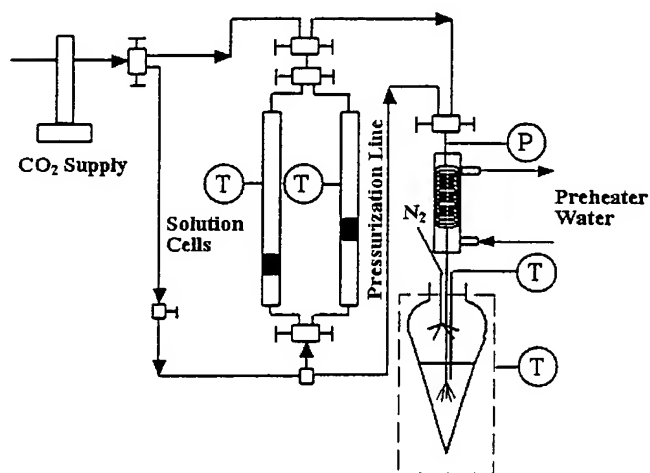 CO₂ Supply
T
T
Solution
Cells
Pressurization Line
P
Preheater
Water
N₂
T
T